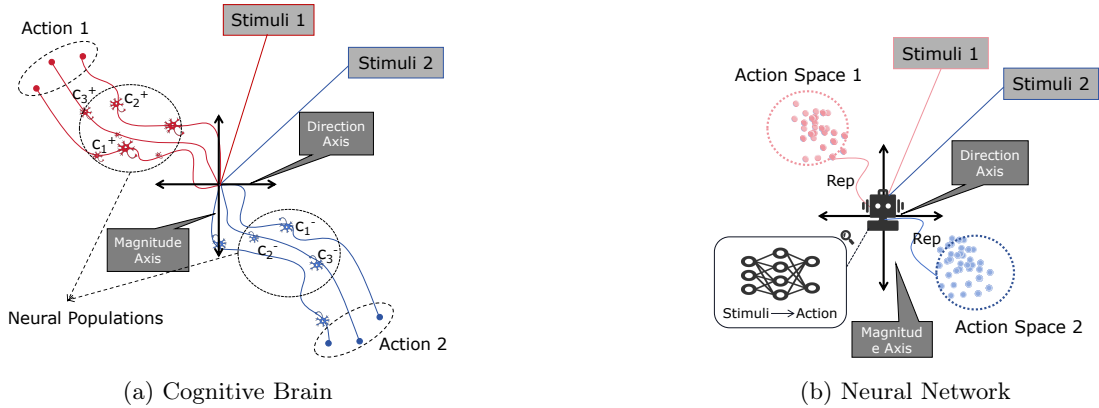 Action 1
Stimuli 1
Stimuli 2
c₃⁺
c₂⁺
c₁⁺
Direction
Axis
Magnitude
Axis
c₁⁻
c₂⁻
c₃⁻
Neural Populations
Action 2
(a) Cognitive Brain
Action Space 1
Stimuli 1
Stimuli 2
Direction
Axis
Rep
Rep
Stimuli → Action
Magnitud
e Axis
Action Space 2
(b) Neural Network